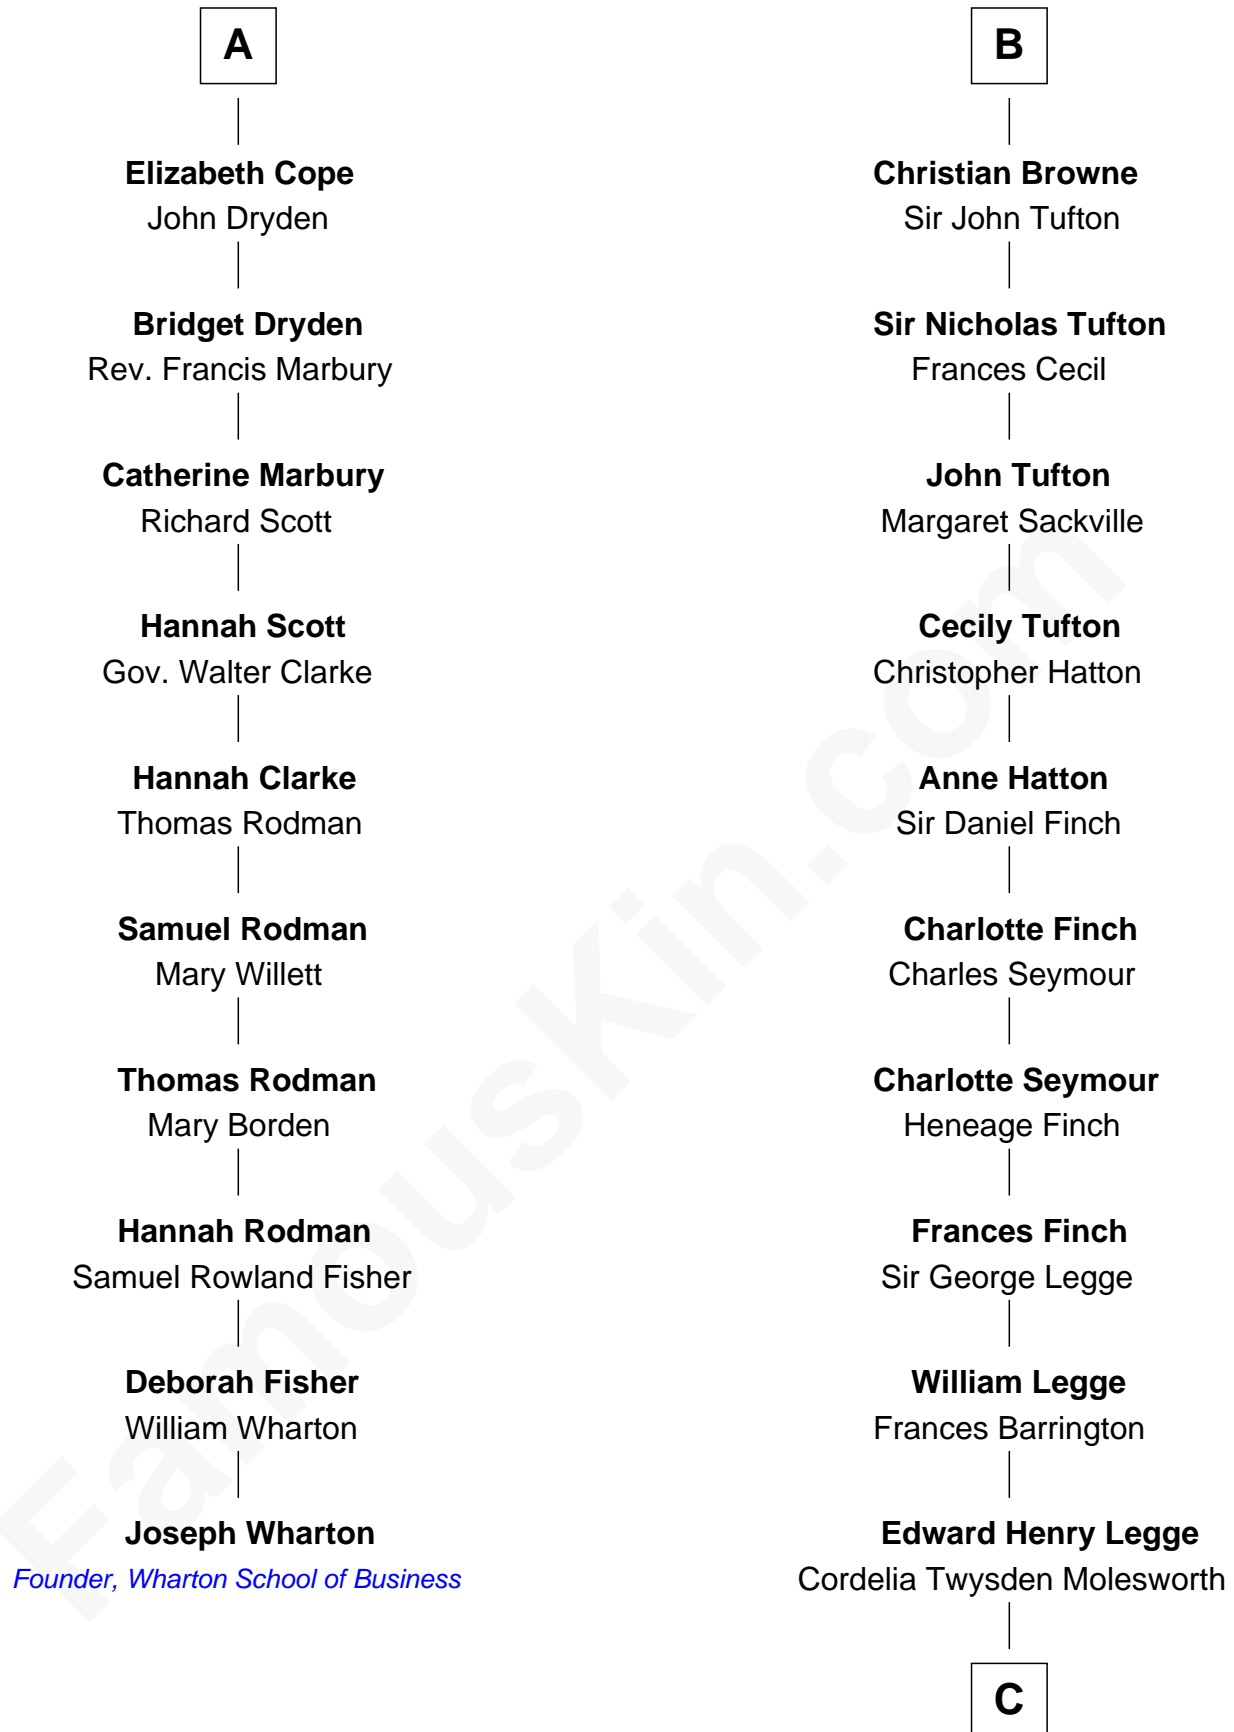 A
Elizabeth Cope
John Dryden
Bridget Dryden
Rev. Francis Marbury
Catherine Marbury
Richard Scott
Hannah Scott
Gov. Walter Clarke
Hannah Clarke
Thomas Rodman
Samuel Rodman
Mary Willett
Thomas Rodman
Mary Borden
Hannah Rodman
Samuel Rowland Fisher
Deborah Fisher
William Wharton
Joseph Wharton
Founder, Wharton School of Business
B
Christian Browne
Sir John Tufton
Sir Nicholas Tufton
Frances Cecil
John Tufton
Margaret Sackville
Cecily Tufton
Christopher Hatton
Anne Hatton
Sir Daniel Finch
Charlotte Finch
Charles Seymour
Charlotte Seymour
Heneage Finch
Frances Finch
Sir George Legge
William Legge
Frances Barrington
Edward Henry Legge
Cordelia Twysden Molesworth
C
FamousKin.com